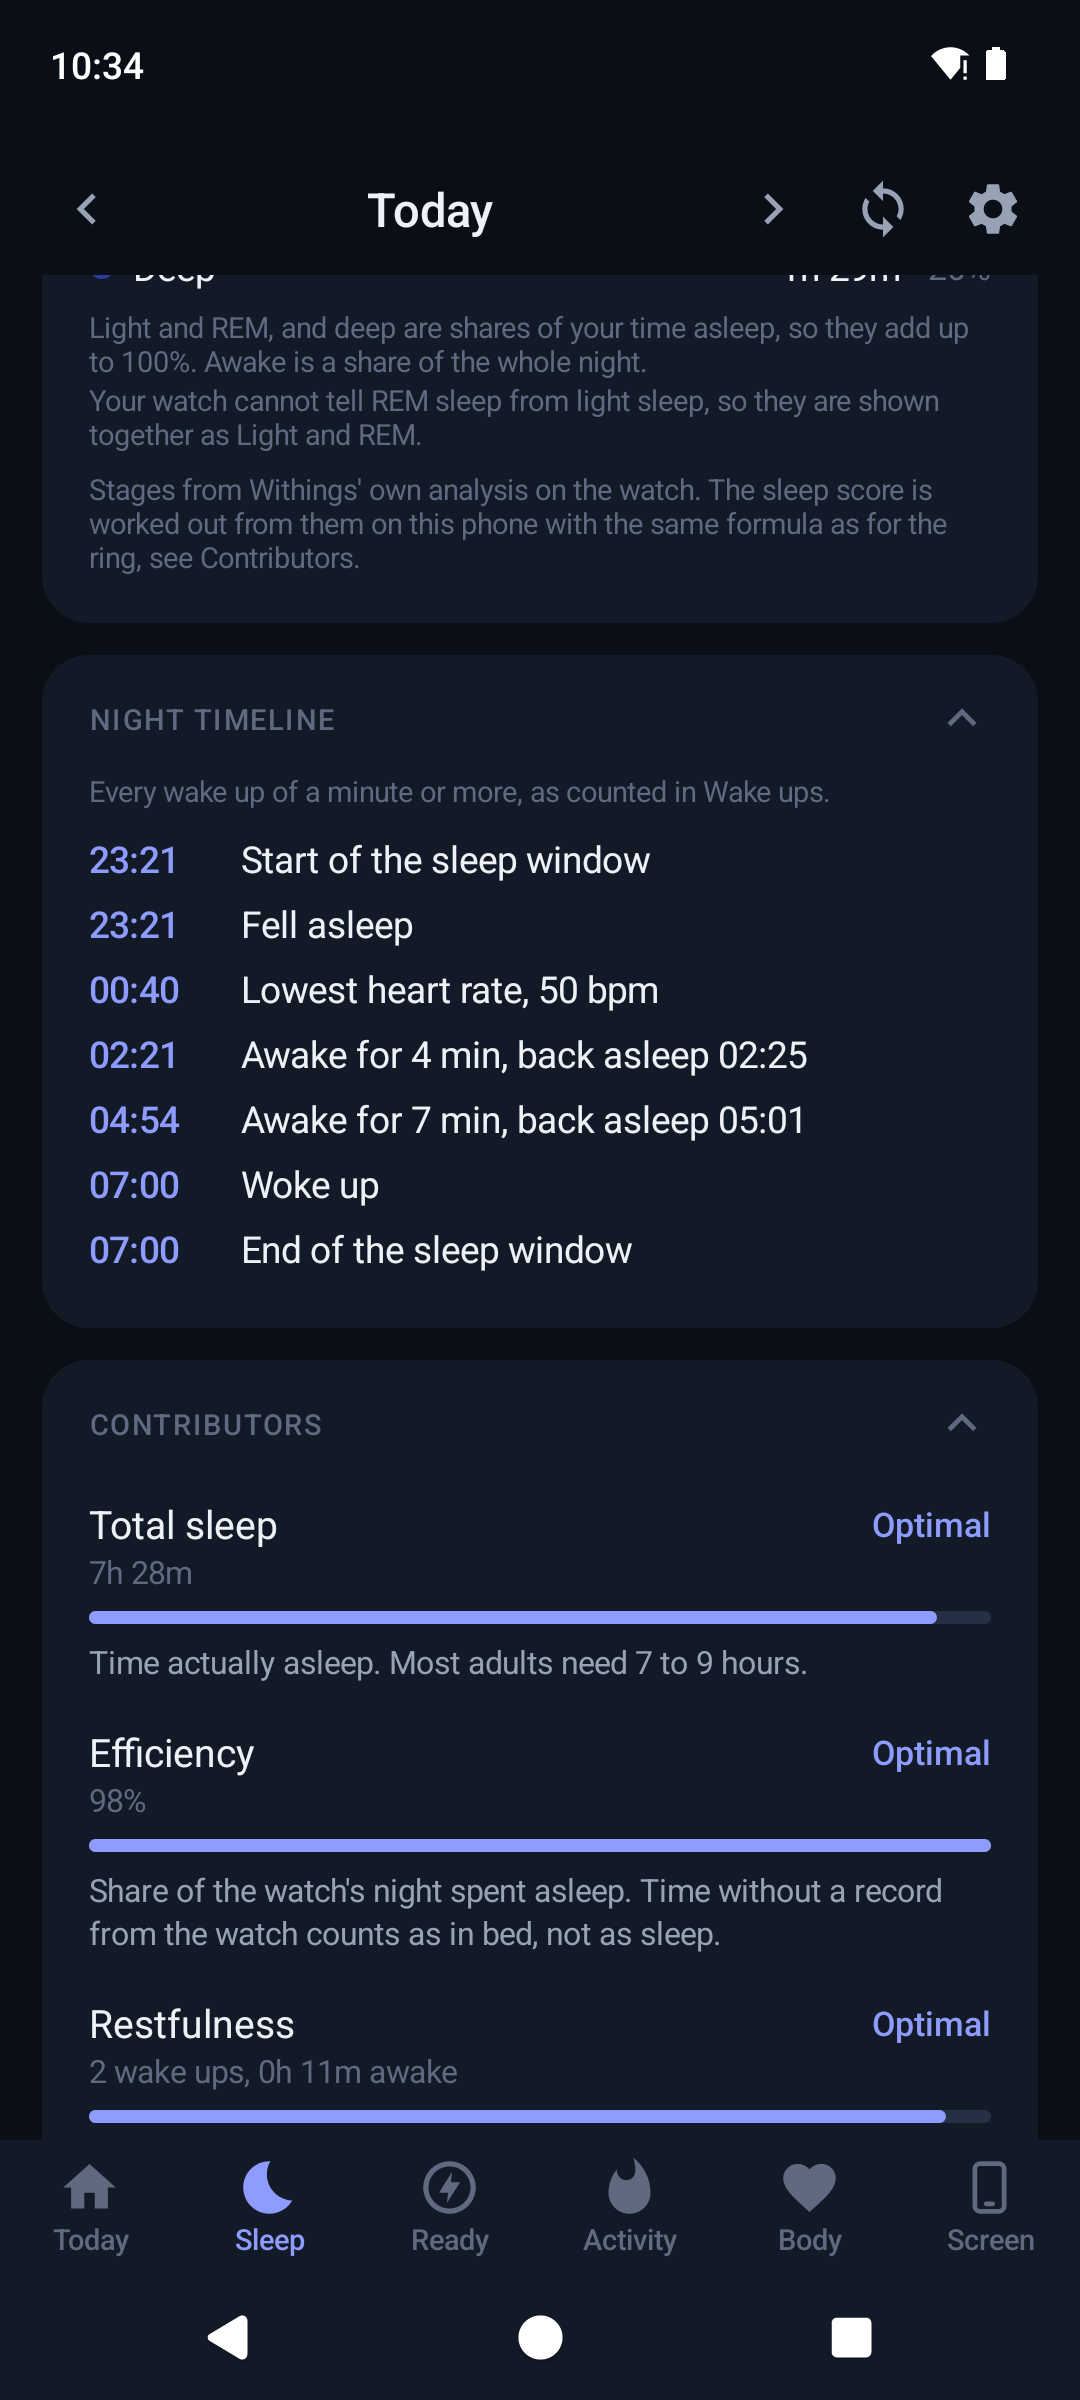 10:34
Today
Deep 1h 29m
Light and REM, and deep are shares of your time asleep, so they add up
to 100%. Awake is a share of the whole night.
Your watch cannot tell REM sleep from light sleep, so they are shown
together as Light and REM.
Stages from Withings' own analysis on the watch. The sleep score is
worked out from them on this phone with the same formula as for the
ring, see Contributors.
NIGHT TIMELINE
Every wake up of a minute or more, as counted in Wake ups.
23:21 Start of the sleep window
23:21 Fell asleep
00:40 Lowest heart rate, 50 bpm
02:21 Awake for 4 min, back asleep 02:25
04:54 Awake for 7 min, back asleep 05:01
07:00 Woke up
07:00 End of the sleep window
CONTRIBUTORS
Total sleep Optimal
7h 28m
Time actually asleep. Most adults need 7 to 9 hours.
Efficiency Optimal
98%
Share of the watch's night spent asleep. Time without a record
from the watch counts as in bed, not as sleep.
Restfulness Optimal
2 wake ups, 0h 11m awake
Today Sleep Ready Activity Body Screen